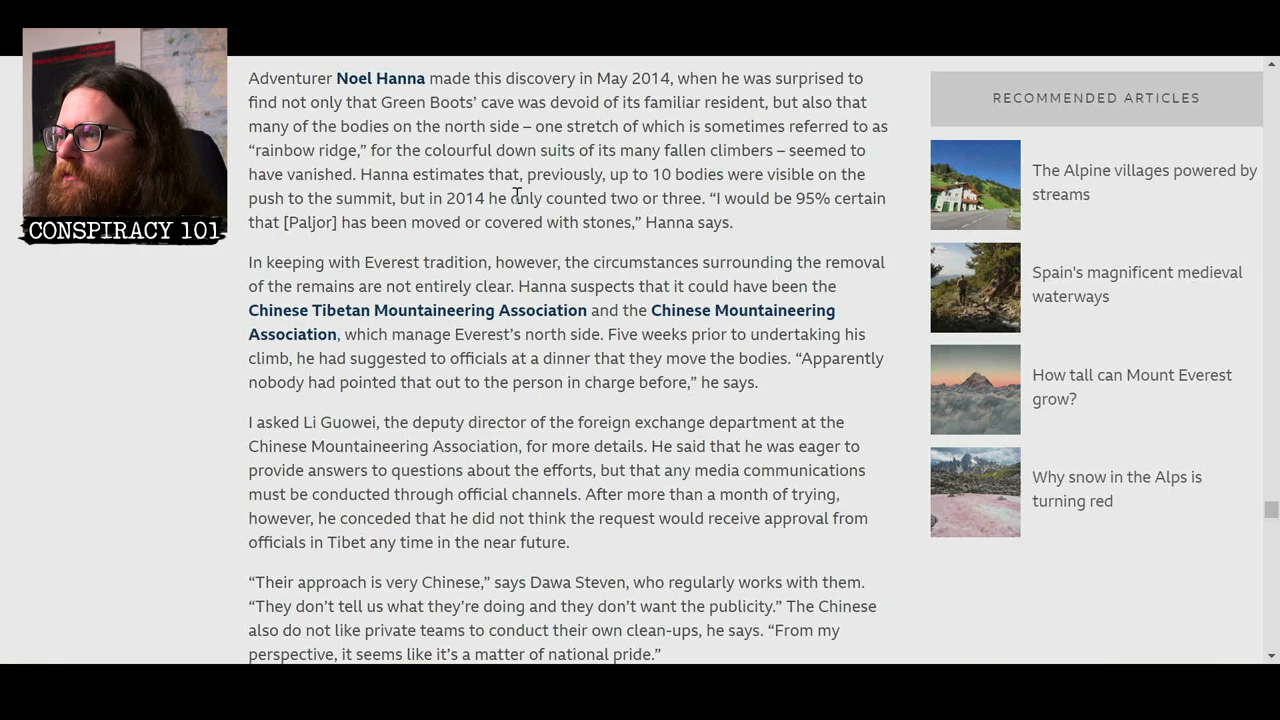 Adventurer Noel Hanna made this discovery in May 2014, when he was surprised to
find not only that Green Boots’ cave was devoid of its familiar resident, but also that
many of the bodies on the north side – one stretch of which is sometimes referred to as
“rainbow ridge,” for the colourful down suits of its many fallen climbers – seemed to
have vanished. Hanna estimates that, previously, up to 10 bodies were visible on the
push to the summit, but in 2014 he only counted two or three. “I would be 95% certain
that [Paljor] has been moved or covered with stones,” Hanna says.
In keeping with Everest tradition, however, the circumstances surrounding the removal
of the remains are not entirely clear. Hanna suspects that it could have been the
Chinese Tibetan Mountaineering Association and the Chinese Mountaineering
Association, which manage Everest’s north side. Five weeks prior to undertaking his
climb, he had suggested to officials at a dinner that they move the bodies. “Apparently
nobody had pointed that out to the person in charge before,” he says.
I asked Li Guowei, the deputy director of the foreign exchange department at the
Chinese Mountaineering Association, for more details. He said that he was eager to
provide answers to questions about the efforts, but that any media communications
must be conducted through official channels. After more than a month of trying,
however, he conceded that he did not think the request would receive approval from
officials in Tibet any time in the near future.
“Their approach is very Chinese,” says Dawa Steven, who regularly works with them.
“They don’t tell us what they’re doing and they don’t want the publicity.” The Chinese
also do not like private teams to conduct their own clean-ups, he says. “From my
perspective, it seems like it’s a matter of national pride.”
RECOMMENDED ARTICLES
The Alpine villages powered by
streams
Spain's magnificent medieval
waterways
How tall can Mount Everest
grow?
Why snow in the Alps is
turning red
CONSPIRACY 101